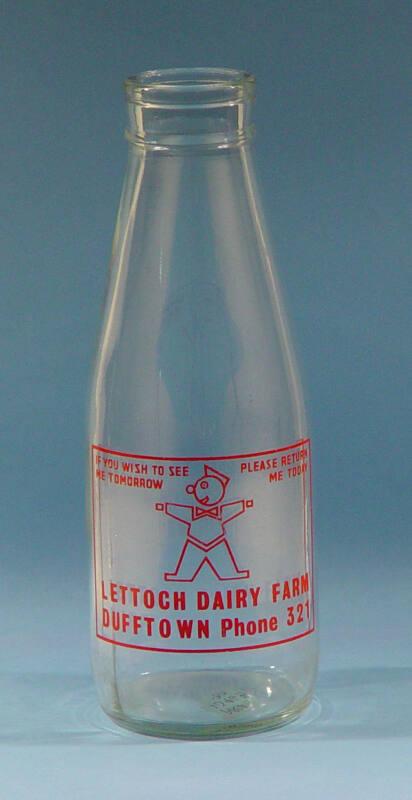 IF YOU WISH TO SEE
ME TOMORROW
PLEASE RETURN
ME TODAY
LETTOCH DAIRY FARM
DUFFTOWN Phone 321